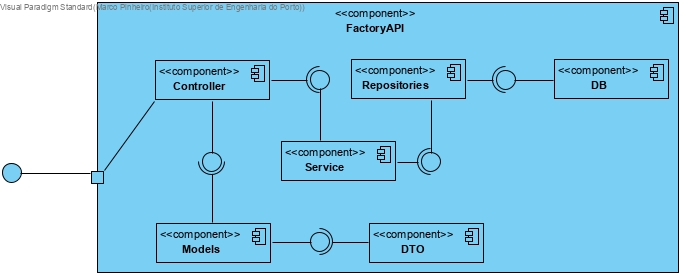 Visual Paradigm Standard(Marco Pinheiro(Instituto Superior de Engenharia do Porto))
<<component>>
FactoryAPI
<<component>>
Controller
<<component>>
Repositories
<<component>>
DB
<<component>>
Service
<<component>>
Models
<<component>>
DTO